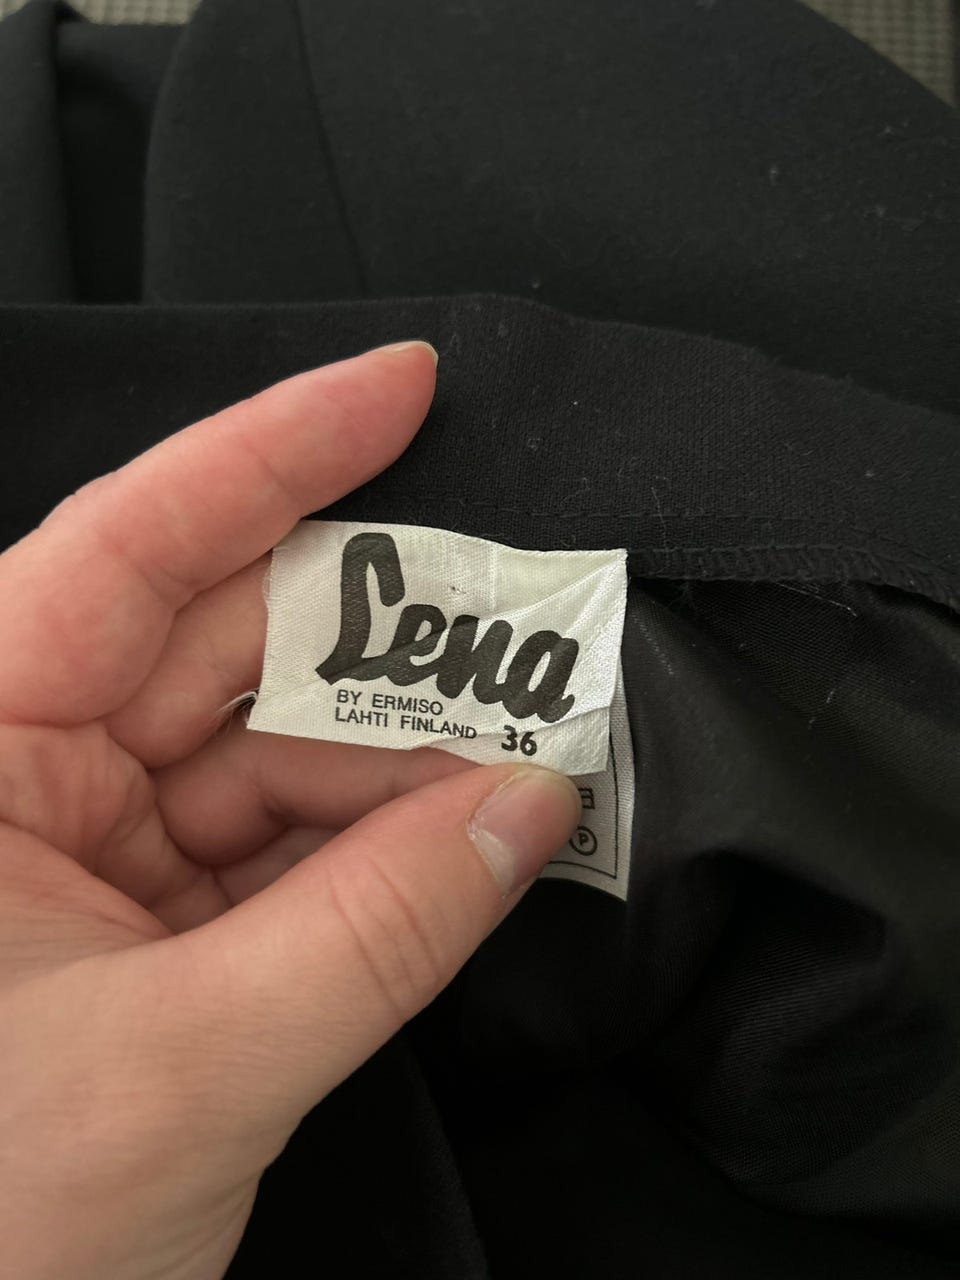 Lena
BY ERMISO
LAHTI FINLAND 36
P